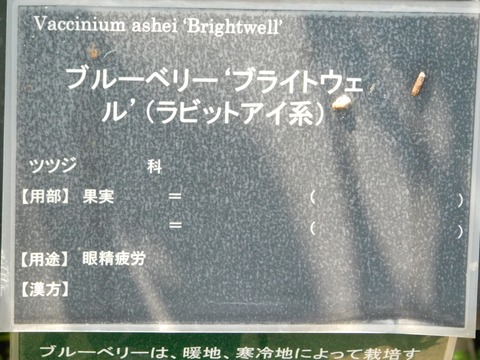 Vaccinium ashei 'Brightwell'
ブルーベリー‘ブライトウェ
ル’（ラビットアイ系）
ツツジ　科
【用部】 果実　＝　（　）
＝　（　）
【用途】 眼精疲労
【漢方】
ブルーベリーは、暖地、寒冷地によって栽培す